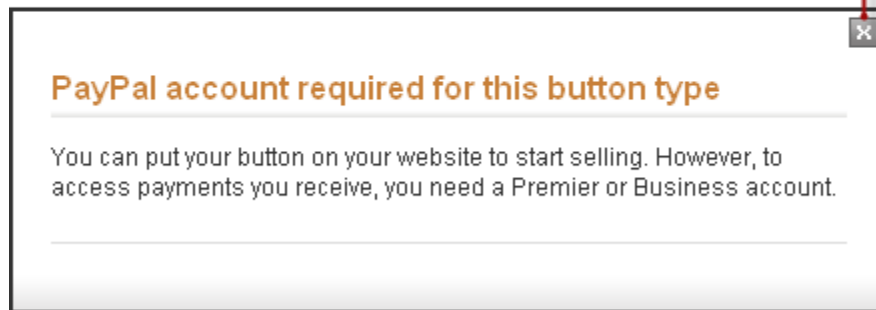 PayPal account required for this button type
You can put your button on your website to start selling. However, to
access payments you receive, you need a Premier or Business account.